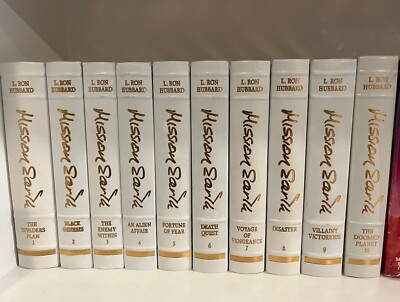 L. RON
HUBBARD
Mission Earth
THE
INVADERS
PLAN
1
L. RON
HUBBARD
Mission Earth
BLACK
GENESIS
2
L. RON
HUBBARD
Mission Earth
THE
ENEMY
WITHIN
3
L. RON
HUBBARD
Mission Earth
AN ALIEN
AFFAIR
4
L. RON
HUBBARD
Mission Earth
FORTUNE
OF FEAR
5
L. RON
HUBBARD
Mission Earth
DEATH
QUEST
6
L. RON
HUBBARD
Mission Earth
VOYAGE
OF
VENGEANCE
7
L. RON
HUBBARD
Mission Earth
DISASTER
8
L. RON
HUBBARD
Mission Earth
VILLAINY
VICTORIOUS
9
L. RON
HUBBARD
Mission Earth
THE
DOOMED
PLANET
10